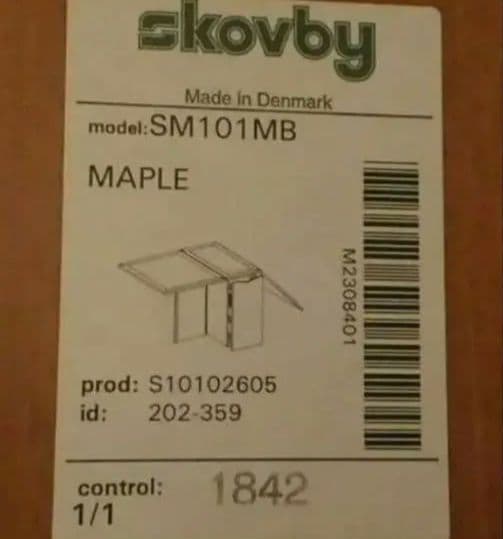 skovby
Made in Denmark
model:SM101MB
MAPLE
M2308401
prod: S10102605
id: 202-359
control: 1842
1/1